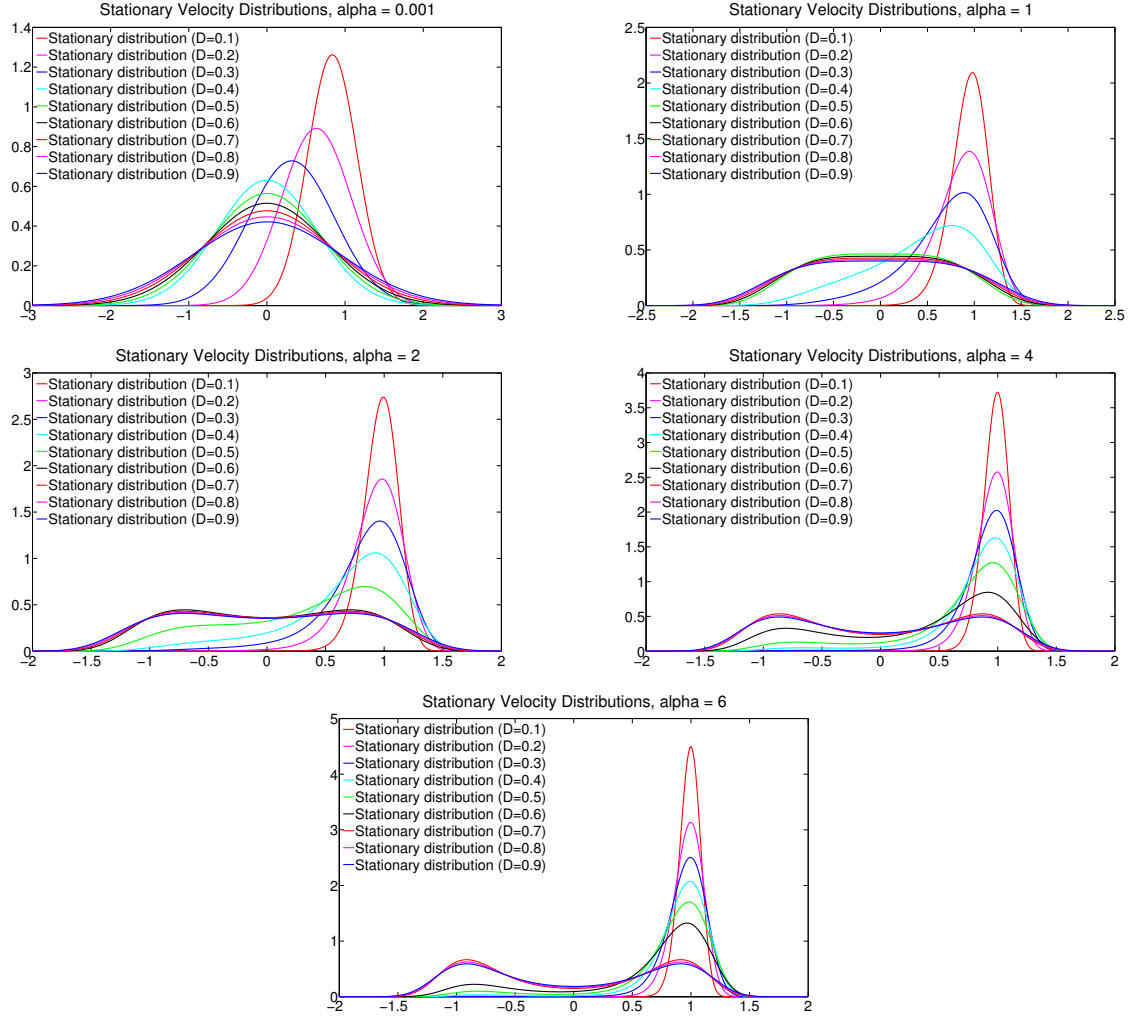 Stationary Velocity Distributions, alpha = 0.001
1.4
1.2
1
0.8
0.6
0.4
0.2
0
Stationary distribution (D=0.1)
Stationary distribution (D=0.2)
Stationary distribution (D=0.3)
Stationary distribution (D=0.4)
Stationary distribution (D=0.5)
Stationary distribution (D=0.6)
Stationary distribution (D=0.7)
Stationary distribution (D=0.8)
Stationary distribution (D=0.9)
−3 −2 −1 0 1 2 3
Stationary Velocity Distributions, alpha = 1
2.5
2
1.5
1
0.5
0
Stationary distribution (D=0.1)
Stationary distribution (D=0.2)
Stationary distribution (D=0.3)
Stationary distribution (D=0.4)
Stationary distribution (D=0.5)
Stationary distribution (D=0.6)
Stationary distribution (D=0.7)
Stationary distribution (D=0.8)
Stationary distribution (D=0.9)
−2.5 −2 −1.5 −1 −0.5 0 0.5 1 1.5 2 2.5
Stationary Velocity Distributions, alpha = 2
3
2.5
2
1.5
1
0.5
0
Stationary distribution (D=0.1)
Stationary distribution (D=0.2)
Stationary distribution (D=0.3)
Stationary distribution (D=0.4)
Stationary distribution (D=0.5)
Stationary distribution (D=0.6)
Stationary distribution (D=0.7)
Stationary distribution (D=0.8)
Stationary distribution (D=0.9)
−2 −1.5 −1 −0.5 0 0.5 1 1.5 2
Stationary Velocity Distributions, alpha = 4
4
3.5
3
2.5
2
1.5
1
0.5
0
Stationary distribution (D=0.1)
Stationary distribution (D=0.2)
Stationary distribution (D=0.3)
Stationary distribution (D=0.4)
Stationary distribution (D=0.5)
Stationary distribution (D=0.6)
Stationary distribution (D=0.7)
Stationary distribution (D=0.8)
Stationary distribution (D=0.9)
−2 −1.5 −1 −0.5 0 0.5 1 1.5 2
Stationary Velocity Distributions, alpha = 6
5
4
3
2
1
0
Stationary distribution (D=0.1)
Stationary distribution (D=0.2)
Stationary distribution (D=0.3)
Stationary distribution (D=0.4)
Stationary distribution (D=0.5)
Stationary distribution (D=0.6)
Stationary distribution (D=0.7)
Stationary distribution (D=0.8)
Stationary distribution (D=0.9)
−2 −1.5 −1 −0.5 0 0.5 1 1.5 2